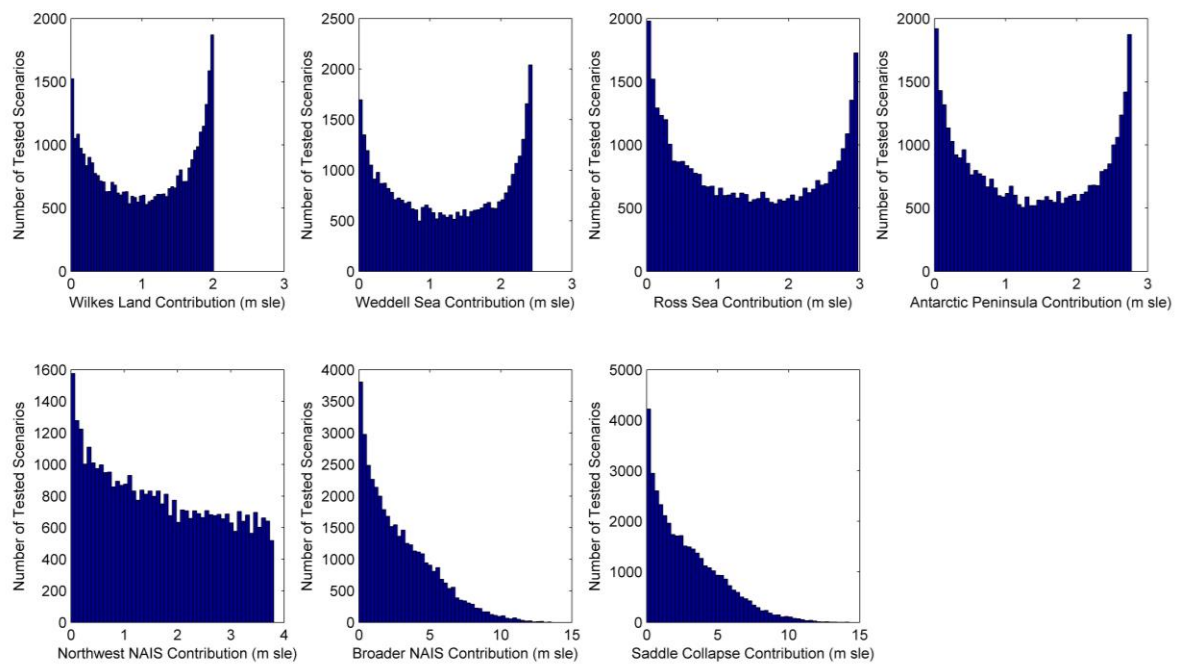 2000
1500
1000
500
0
Number of Tested Scenarios
0 1 2 3
Wilkes Land Contribution (m sle)
2500
2000
1500
1000
500
0
Number of Tested Scenarios
0 1 2 3
Weddell Sea Contribution (m sle)
2000
1500
1000
500
0
Number of Tested Scenarios
0 1 2 3
Ross Sea Contribution (m sle)
2000
1500
1000
500
0
Number of Tested Scenarios
0 1 2 3
Antarctic Peninsula Contribution (m sle)
1600
1400
1200
1000
800
600
400
200
0
Number of Tested Scenarios
0 1 2 3 4
Northwest NAIS Contribution (m sle)
4000
3500
3000
2500
2000
1500
1000
500
0
Number of Tested Scenarios
0 5 10 15
Broader NAIS Contribution (m sle)
5000
4000
3000
2000
1000
0
Number of Tested Scenarios
0 5 10 15
Saddle Collapse Contribution (m sle)